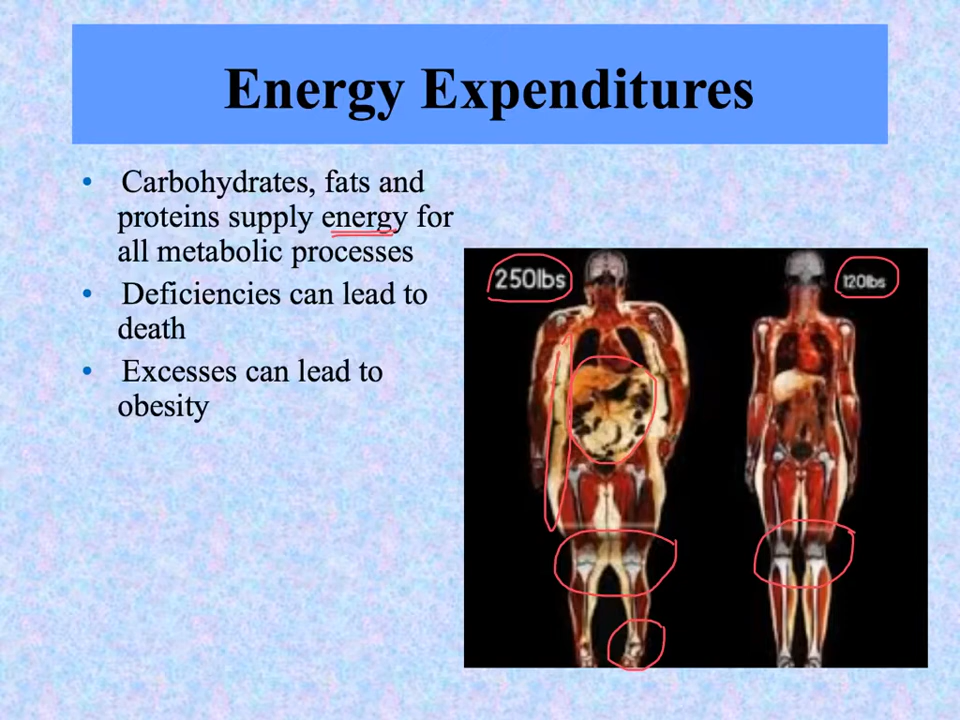 Energy Expenditures
• Carbohydrates, fats and
proteins supply energy for
all metabolic processes
• Deficiencies can lead to
death
• Excesses can lead to
obesity
250lbs
120lbs